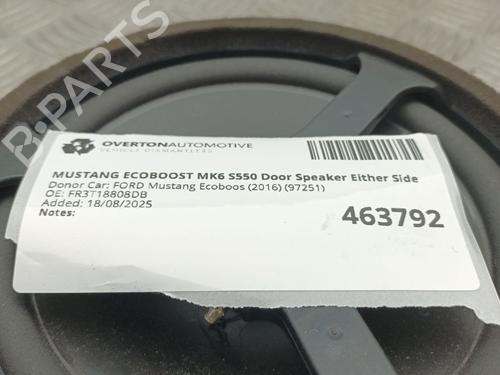 B-PARTS
OVERTONAUTOMOTIVE
VEHICLE DISMANTLERS
MUSTANG ECOBOOST MK6 S550 Door Speaker Either Side
Donor Car: FORD Mustang Ecoboos (2016) (97251)
OE: FR3T18808DB
Added: 18/08/2025
Notes:
463792